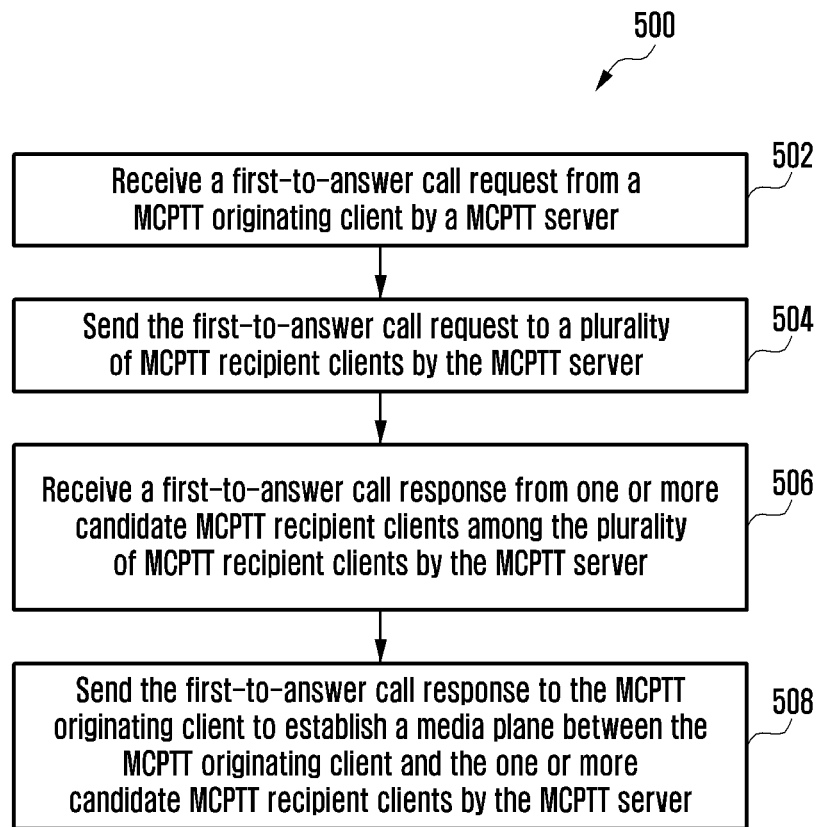 500
502
Receive a first-to-answer call request from a
MCPTT originating client by a MCPTT server
504
Send the first-to-answer call request to a plurality
of MCPTT recipient clients by the MCPTT server
506
Receive a first-to-answer call response from one or more
candidate MCPTT recipient clients among the plurality
of MCPTT recipient clients by the MCPTT server
508
Send the first-to-answer call response to the MCPTT
originating client to establish a media plane between the
MCPTT originating client and the one or more
candidate MCPTT recipient clients by the MCPTT server